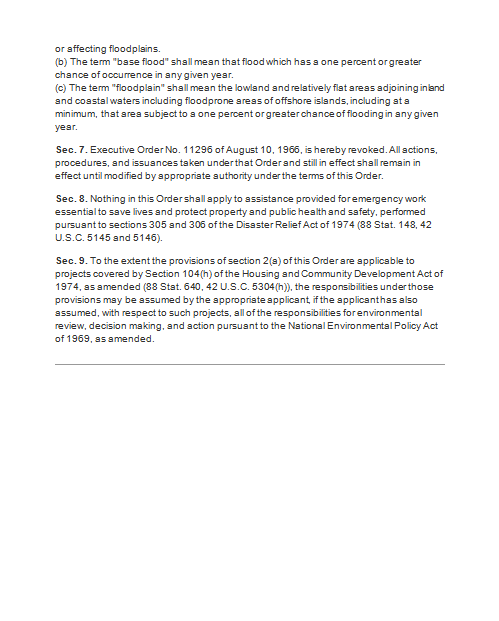 or affecting floodplains.
(b) The term "base flood" shall mean that flood which has a one percent or greater
chance of occurrence in any given year.
(c) The term "floodplain" shall mean the lowland and relatively flat areas adjoining inland
and coastal waters including floodprone areas of offshore islands, including at a
minimum, that area subject to a one percent or greater chance of flooding in any given
year.
Sec. 7. Executive Order No. 11296 of August 10, 1966, is hereby revoked. All actions,
procedures, and issuances taken under that Order and still in effect shall remain in
effect until modified by appropriate authority under the terms of this Order.
Sec. 8. Nothing in this Order shall apply to assistance provided for emergency work
essential to save lives and protect property and public health and safety, performed
pursuant to sections 305 and 306 of the Disaster Relief Act of 1974 (88 Stat. 148, 42
U.S.C. 5145 and 5146).
Sec. 9. To the extent the provisions of section 2(a) of this Order are applicable to
projects covered by Section 104(h) of the Housing and Community Development Act of
1974, as amended (88 Stat. 640, 42 U.S.C. 5304(h)), the responsibilities under those
provisions may be assumed by the appropriate applicant, if the applicant has also
assumed, with respect to such projects, all of the responsibilities for environmental
review, decision making, and action pursuant to the National Environmental Policy Act
of 1969, as amended.